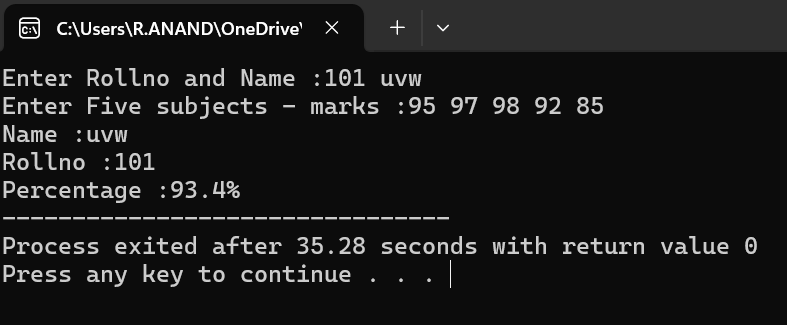 C:\Users\R.ANAND\OneDrive\
Enter Rollno and Name :101 uvw
Enter Five subjects - marks :95 97 98 92 85
Name :uvw
Rollno :101
Percentage :93.4%
--------------------------------
Process exited after 35.28 seconds with return value 0
Press any key to continue . . .